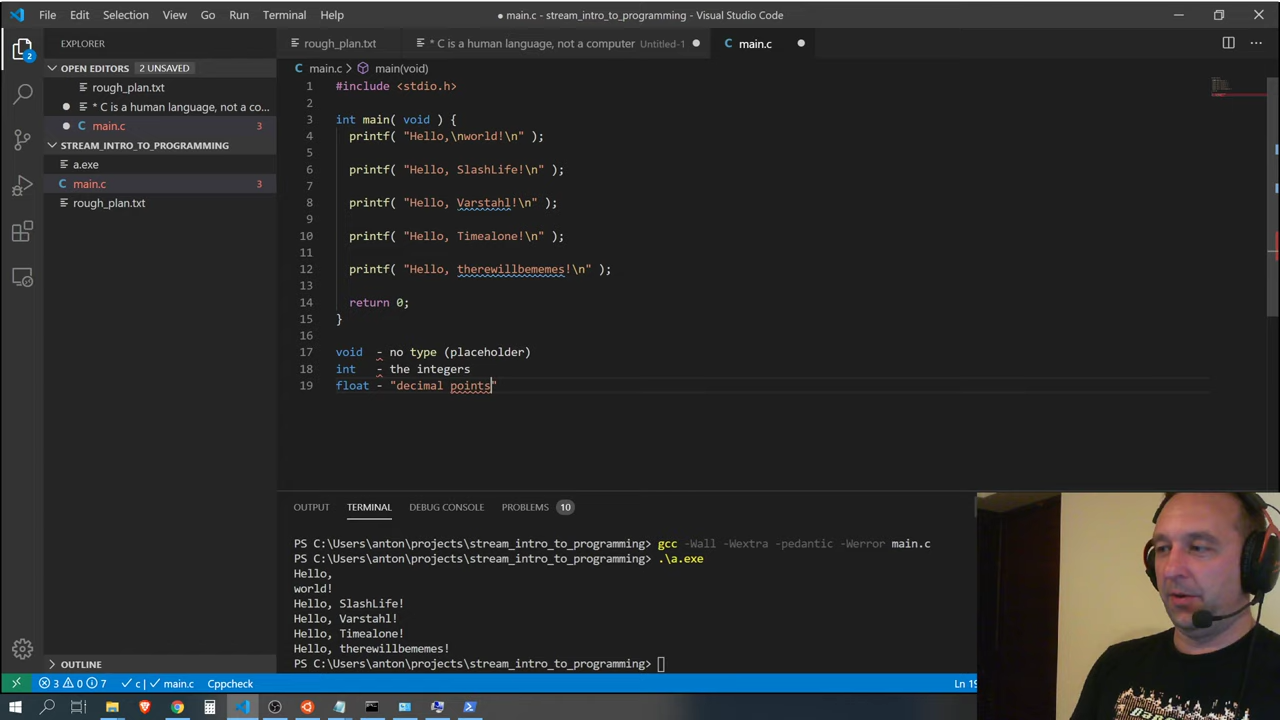 File Edit Selection View Go Run Terminal Help
● main.c - stream_intro_to_programming - Visual Studio Code
EXPLORER
2
OPEN EDITORS 2 UNSAVED
rough_plan.txt
* C is a human language, not a co...
main.c 3
STREAM_INTRO_TO_PROGRAMMING
a.exe
main.c 3
rough_plan.txt
OUTLINE
rough_plan.txt
* C is a human language, not a computer Untitled-1
main.c
main.c > main(void)
1 #include <stdio.h>
2
3 int main( void ) {
4 printf( "Hello,\nworld!\n" );
5
6 printf( "Hello, SlashLife!\n" );
7
8 printf( "Hello, Varstahl!\n" );
9
10 printf( "Hello, Timealone!\n" );
11
12 printf( "Hello, therewillbememes!\n" );
13
14 return 0;
15 }
16
17 void - no type (placeholder)
18 int - the integers
19 float - "decimal points"
OUTPUT TERMINAL DEBUG CONSOLE PROBLEMS 10
PS C:\Users\anton\projects\stream_intro_to_programming> gcc -Wall -Wextra -pedantic -Werror main.c
PS C:\Users\anton\projects\stream_intro_to_programming> .\a.exe
Hello,
world!
Hello, SlashLife!
Hello, Varstahl!
Hello, Timealone!
Hello, therewillbememes!
PS C:\Users\anton\projects\stream_intro_to_programming>
3 0 7 c main.c Cppcheck Ln 19